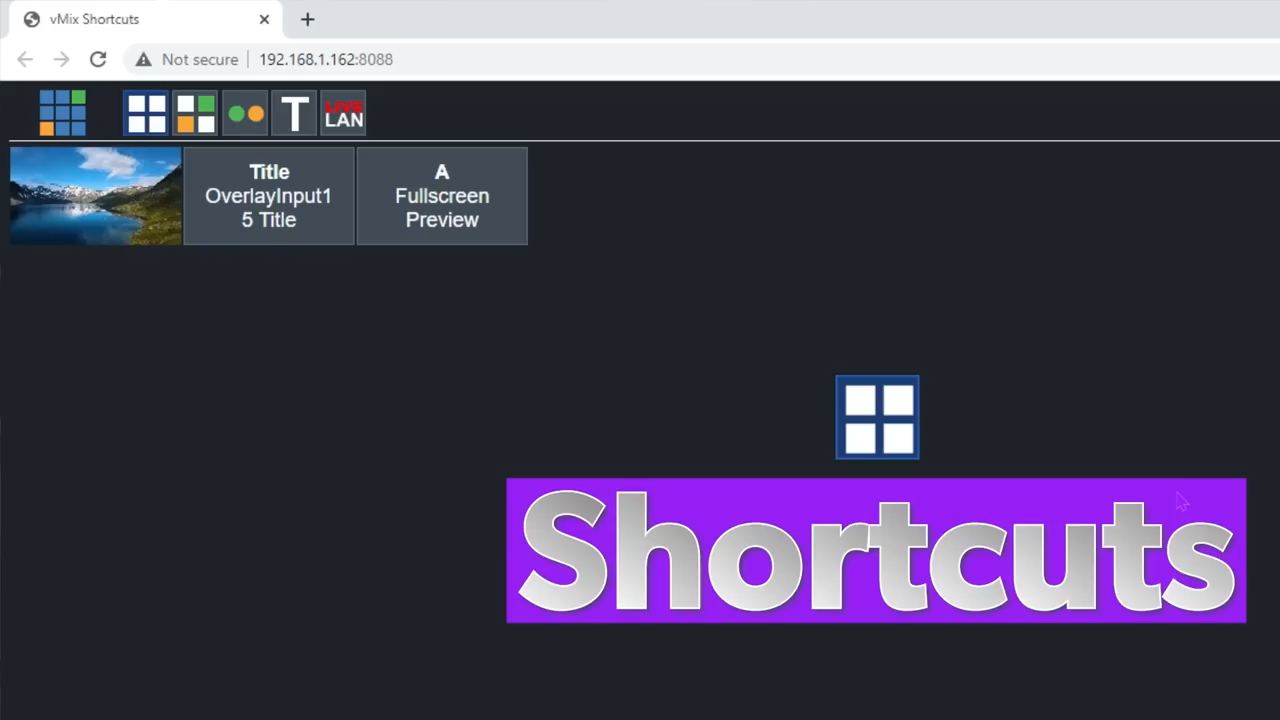 vMix Shortcuts
Not secure
192.168.1.162:8088
T
LIVE
LAN
Title
OverlayInput1
5 Title
A
Fullscreen
Preview
Shortcuts